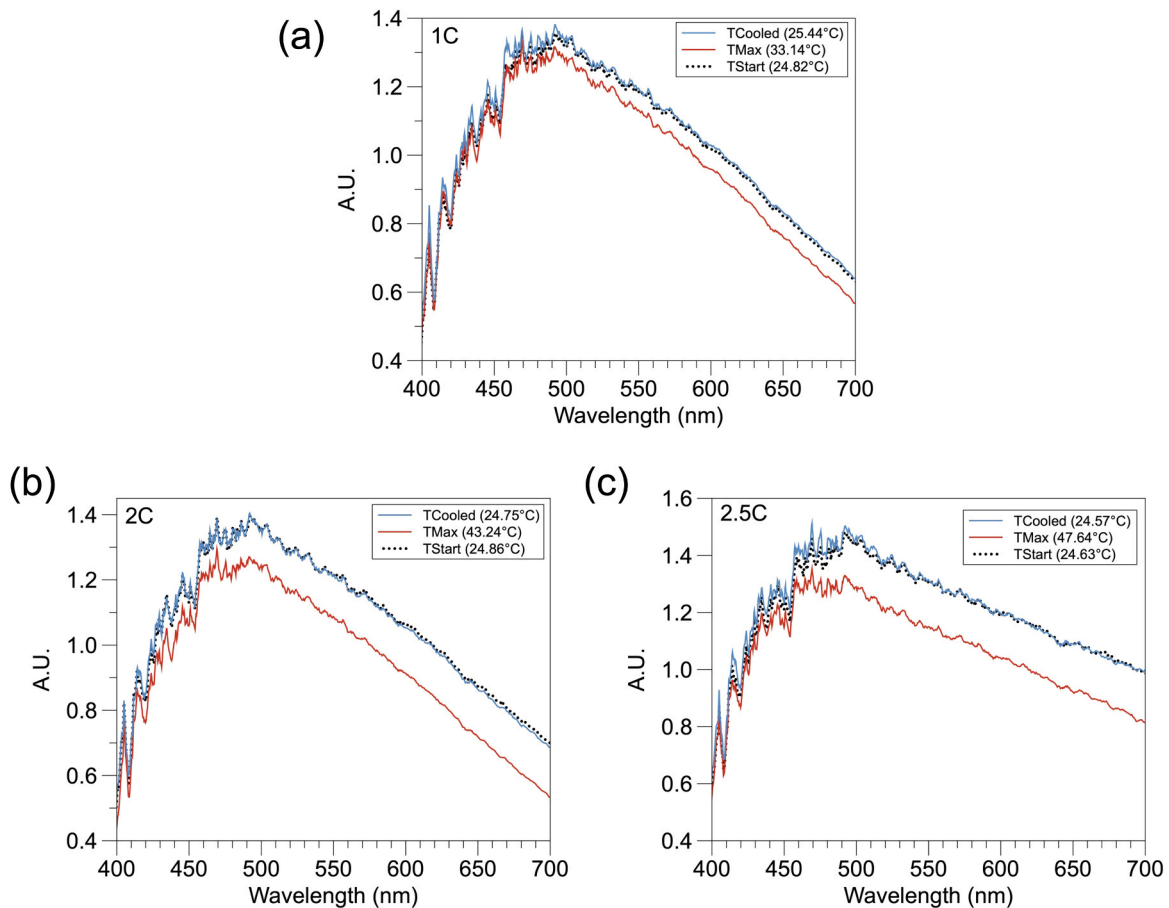 (a)
1C
TCooled (25.44°C)
TMax (33.14°C)
TStart (24.82°C)
1.4
1.2
1.0
0.8
0.6
0.4
A.U.
400 450 500 550 600 650 700
Wavelength (nm)
(b)
2C
TCooled (24.75°C)
TMax (43.24°C)
TStart (24.86°C)
1.4
1.2
1.0
0.8
0.6
0.4
A.U.
400 450 500 550 600 650 700
Wavelength (nm)
(c)
2.5C
TCooled (24.57°C)
TMax (47.64°C)
TStart (24.63°C)
1.6
1.4
1.2
1.0
0.8
0.6
0.4
A.U.
400 450 500 550 600 650 700
Wavelength (nm)